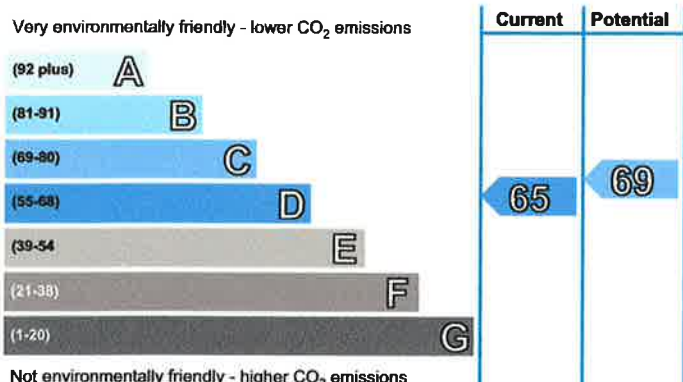 Very environmentally friendly - lower CO₂ emissions
Current
Potential
(92 plus) A
(81-91) B
(69-80) C
(55-68) D
(39-54 E
(21-38) F
(1-20) G
65
69
Not environmentally friendly - higher CO₂ emissions